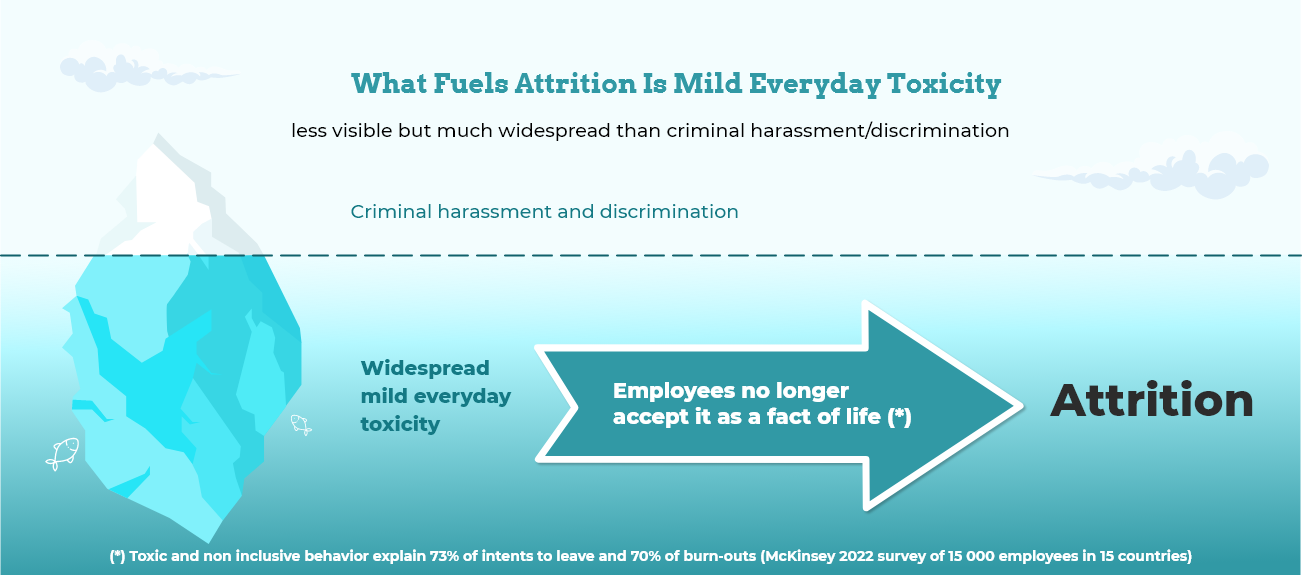 What Fuels Attrition Is Mild Everyday Toxicity
less visible but much widespread than criminal harassment/discrimination
Criminal harassment and discrimination
Widespread
mild everyday
toxicity
Employees no longer
accept it as a fact of life (*)
Attrition
(*) Toxic and non inclusive behavior explain 73% of intents to leave and 70% of burn-outs (McKinsey 2022 survey of 15 000 employees in 15 countries)